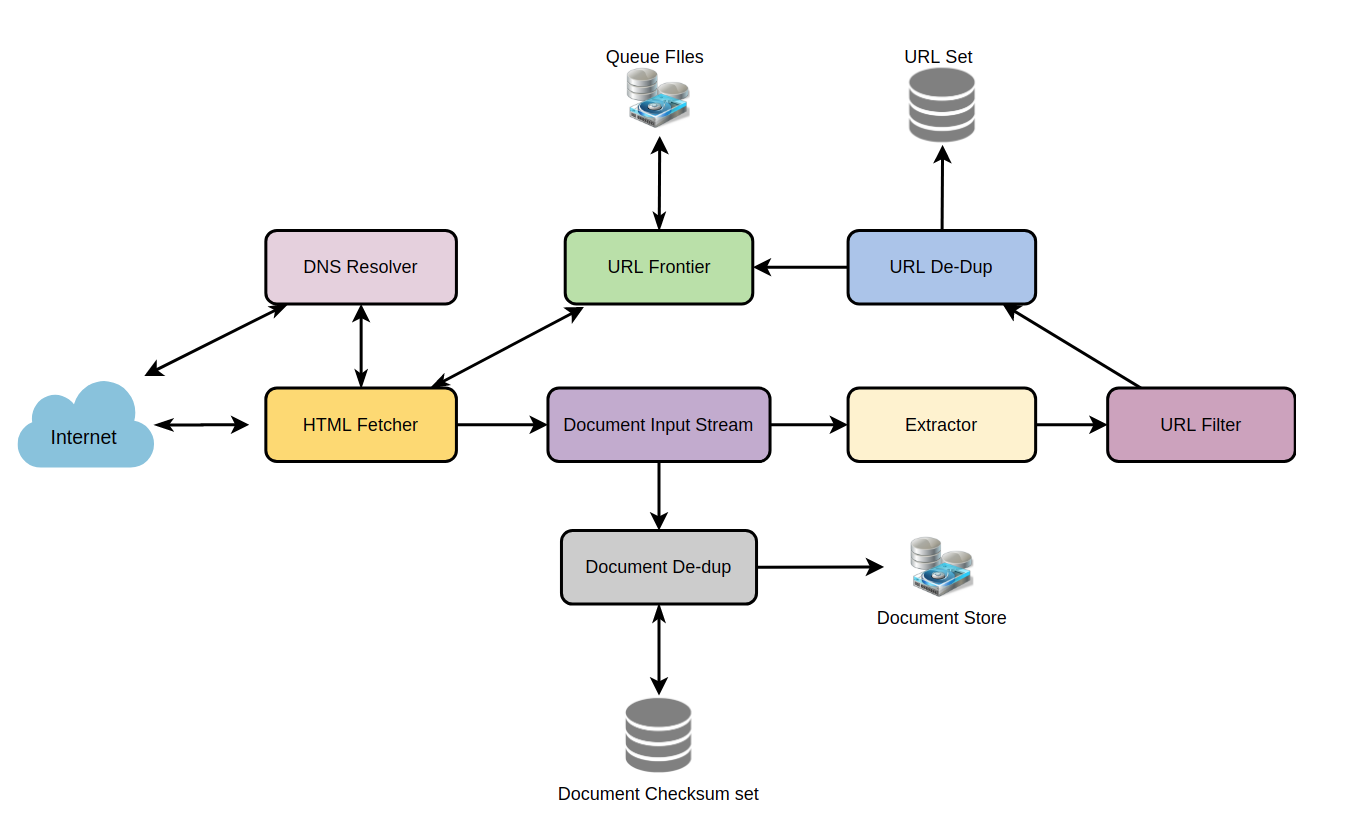 Queue FIles
URL Set
DNS Resolver
URL Frontier
URL De-Dup
Internet
HTML Fetcher
Document Input Stream
Extractor
URL Filter
Document De-dup
Document Store
Document Checksum set